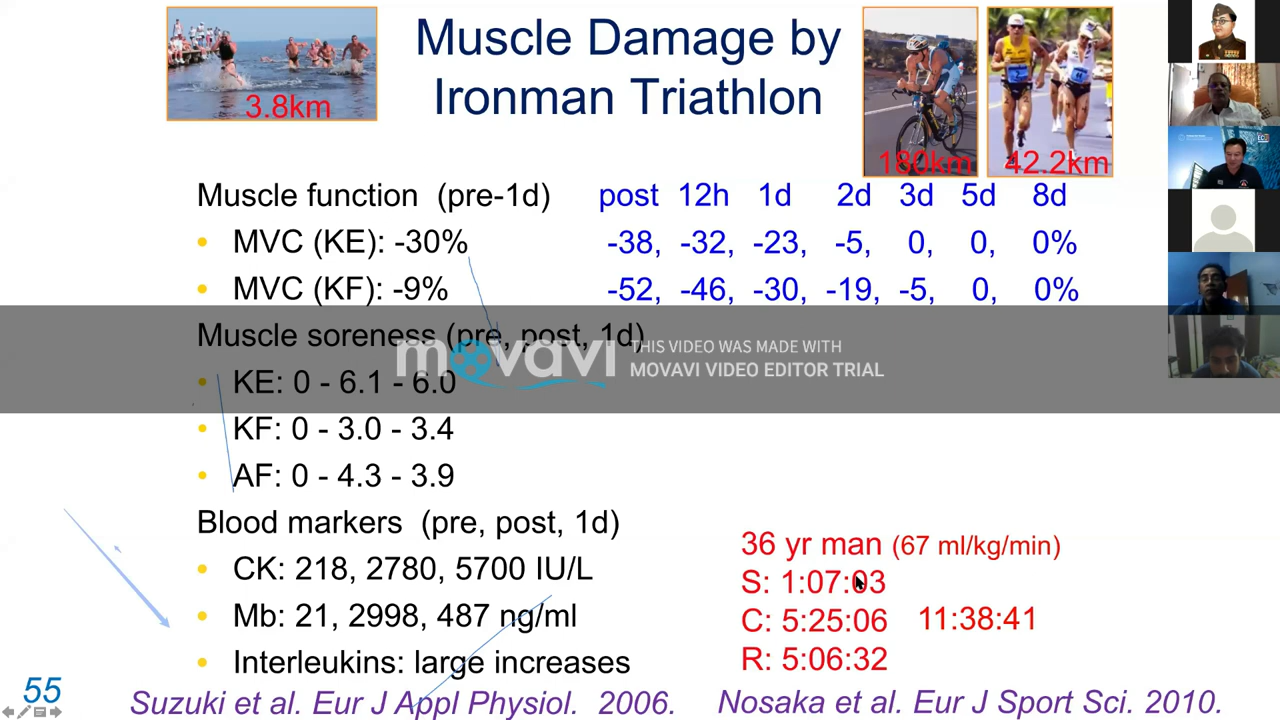 Muscle Damage by
Ironman Triathlon
3.8km
180km
42.2km
Muscle function (pre-1d) post 12h 1d 2d 3d 5d 8d
• MVC (KE): -30% -38, -32, -23, -5, 0, 0, 0%
• MVC (KF): -9% -52, -46, -30, -19, -5, 0, 0%
Muscle soreness (pre, post, 1d)
movavi
THIS VIDEO WAS MADE WITH
MOVAVI VIDEO EDITOR TRIAL
• KE: 0 - 6.1 - 6.0
• KF: 0 - 3.0 - 3.4
• AF: 0 - 4.3 - 3.9
Blood markers (pre, post, 1d)
• CK: 218, 2780, 5700 IU/L
• Mb: 21, 2998, 487 ng/ml
• Interleukins: large increases
36 yr man (67 ml/kg/min)
S: 1:07:03
C: 5:25:06 11:38:41
R: 5:06:32
55
Suzuki et al. Eur J Appl Physiol. 2006.
Nosaka et al. Eur J Sport Sci. 2010.